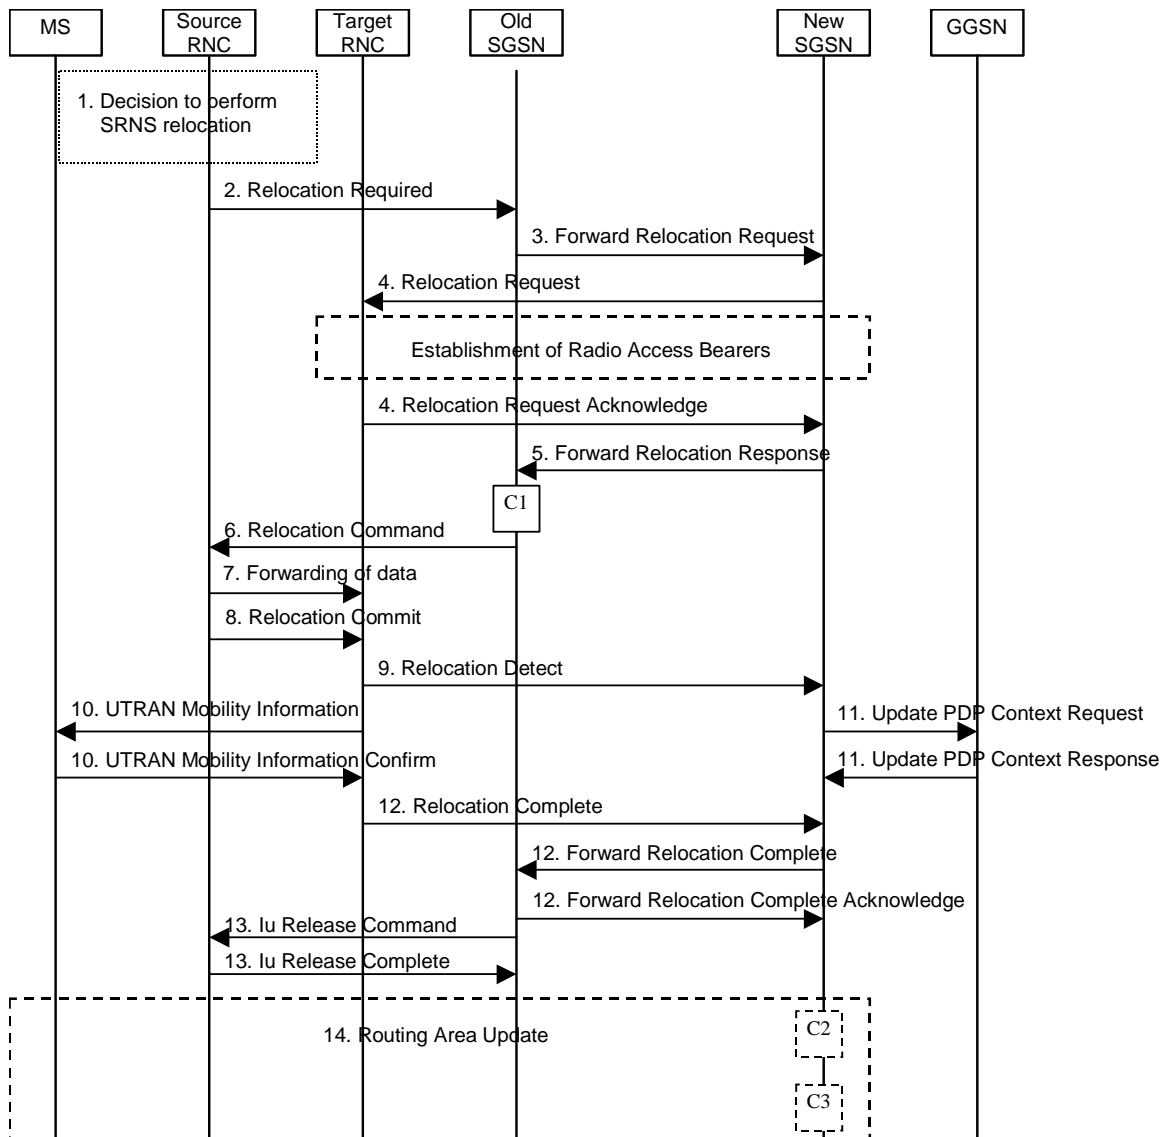 MS
Source
RNC
Target
RNC
Old
SGSN
New
SGSN
GGSN
1. Decision to perform
SRNS relocation
2. Relocation Required
3. Forward Relocation Request
4. Relocation Request
Establishment of Radio Access Bearers
4. Relocation Request Acknowledge
5. Forward Relocation Response
C1
6. Relocation Command
7. Forwarding of data
8. Relocation Commit
9. Relocation Detect
10. UTRAN Mobility Information
11. Update PDP Context Request
10. UTRAN Mobility Information Confirm
11. Update PDP Context Response
12. Relocation Complete
12. Forward Relocation Complete
12. Forward Relocation Complete Acknowledge
13. Iu Release Command
13. Iu Release Complete
14. Routing Area Update
C2
C3